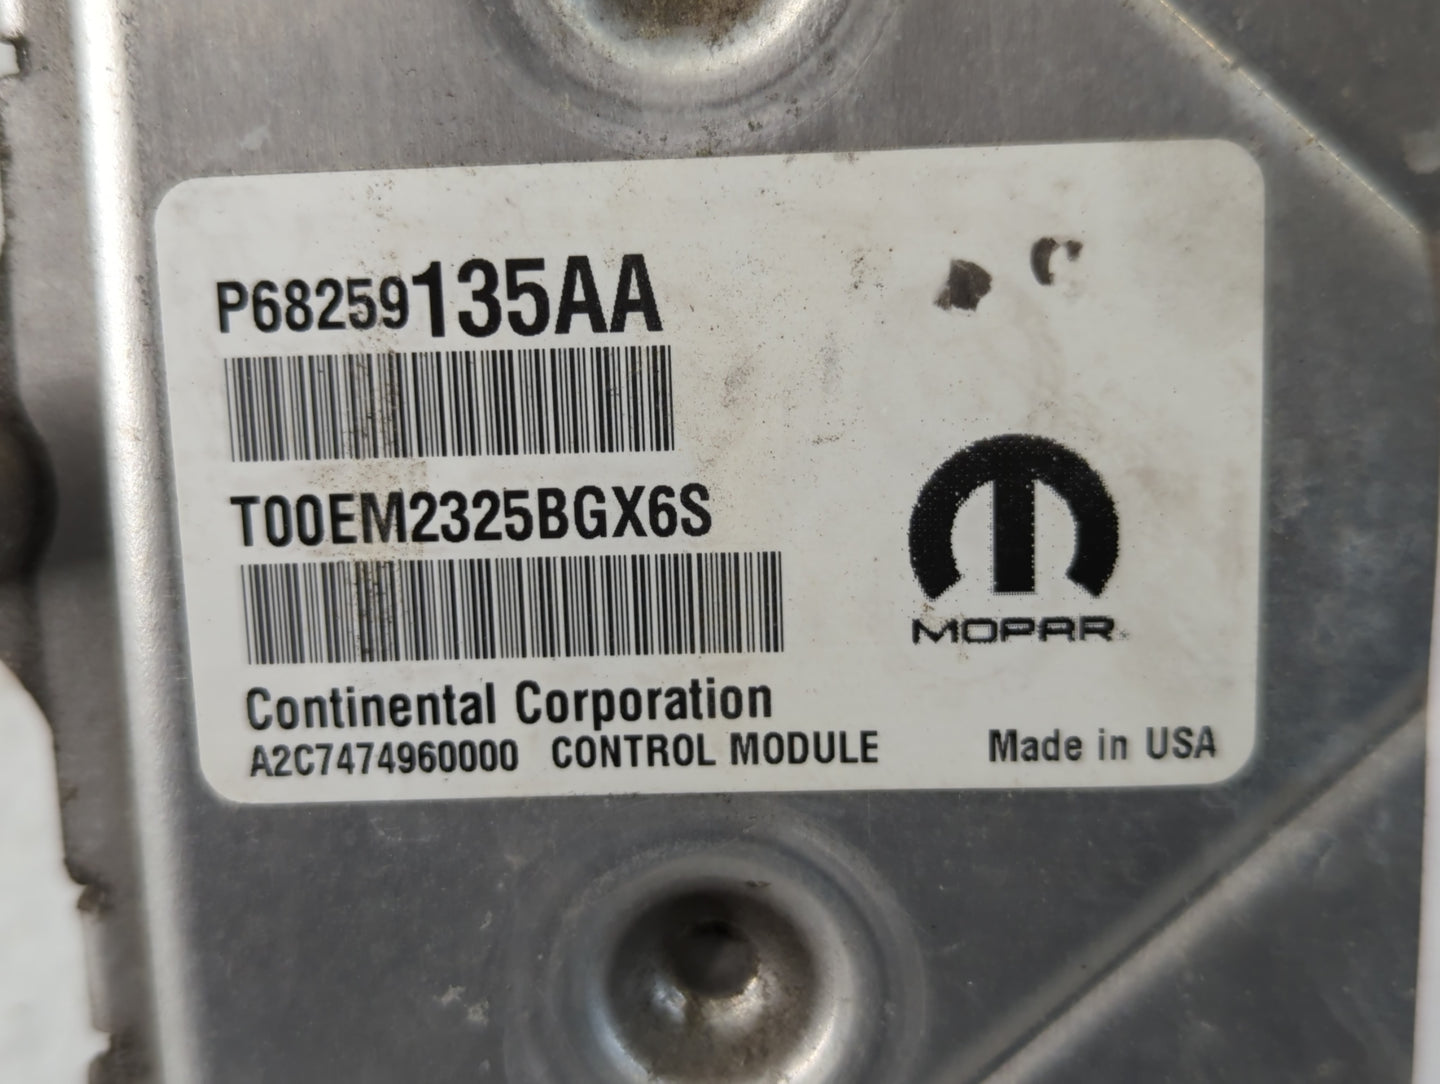 P68259135AA
T00EM2325BGX6S
MOPAR
Continental Corporation
A2C7474960000 CONTROL MODULE Made in USA